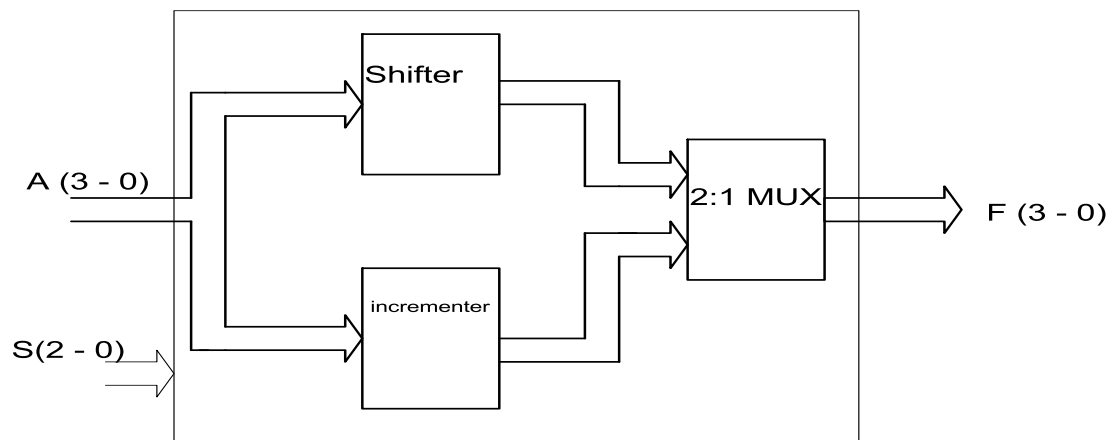 Shifter
A (3 - 0)
2:1 MUX
F (3 - 0)
incrementer
S(2 - 0)